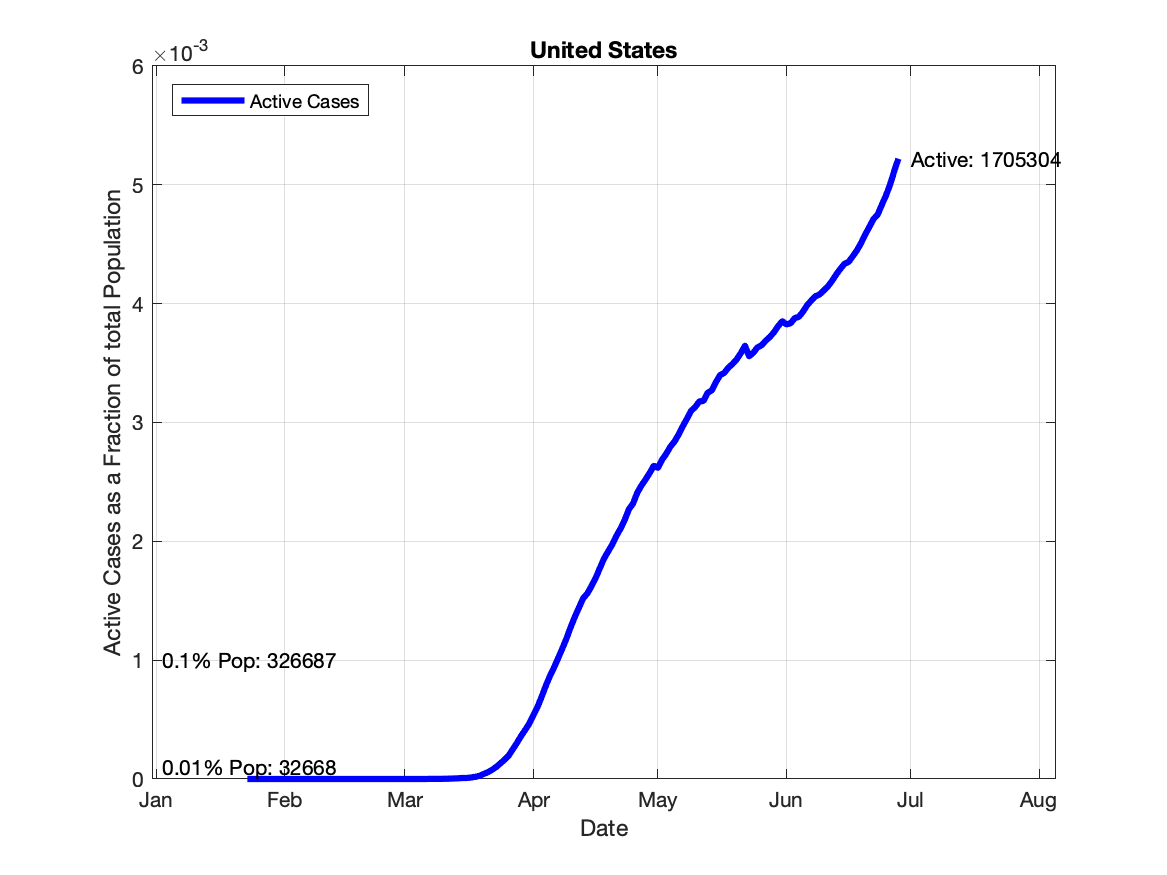 United States
×10-3
6
Active Cases
Active: 1705304
5
4
3
2
1
0.1% Pop: 326687
0.01% Pop: 32668
0
Active Cases as a Fraction of total Population
Jan Feb Mar Apr May Jun Jul Aug
Date